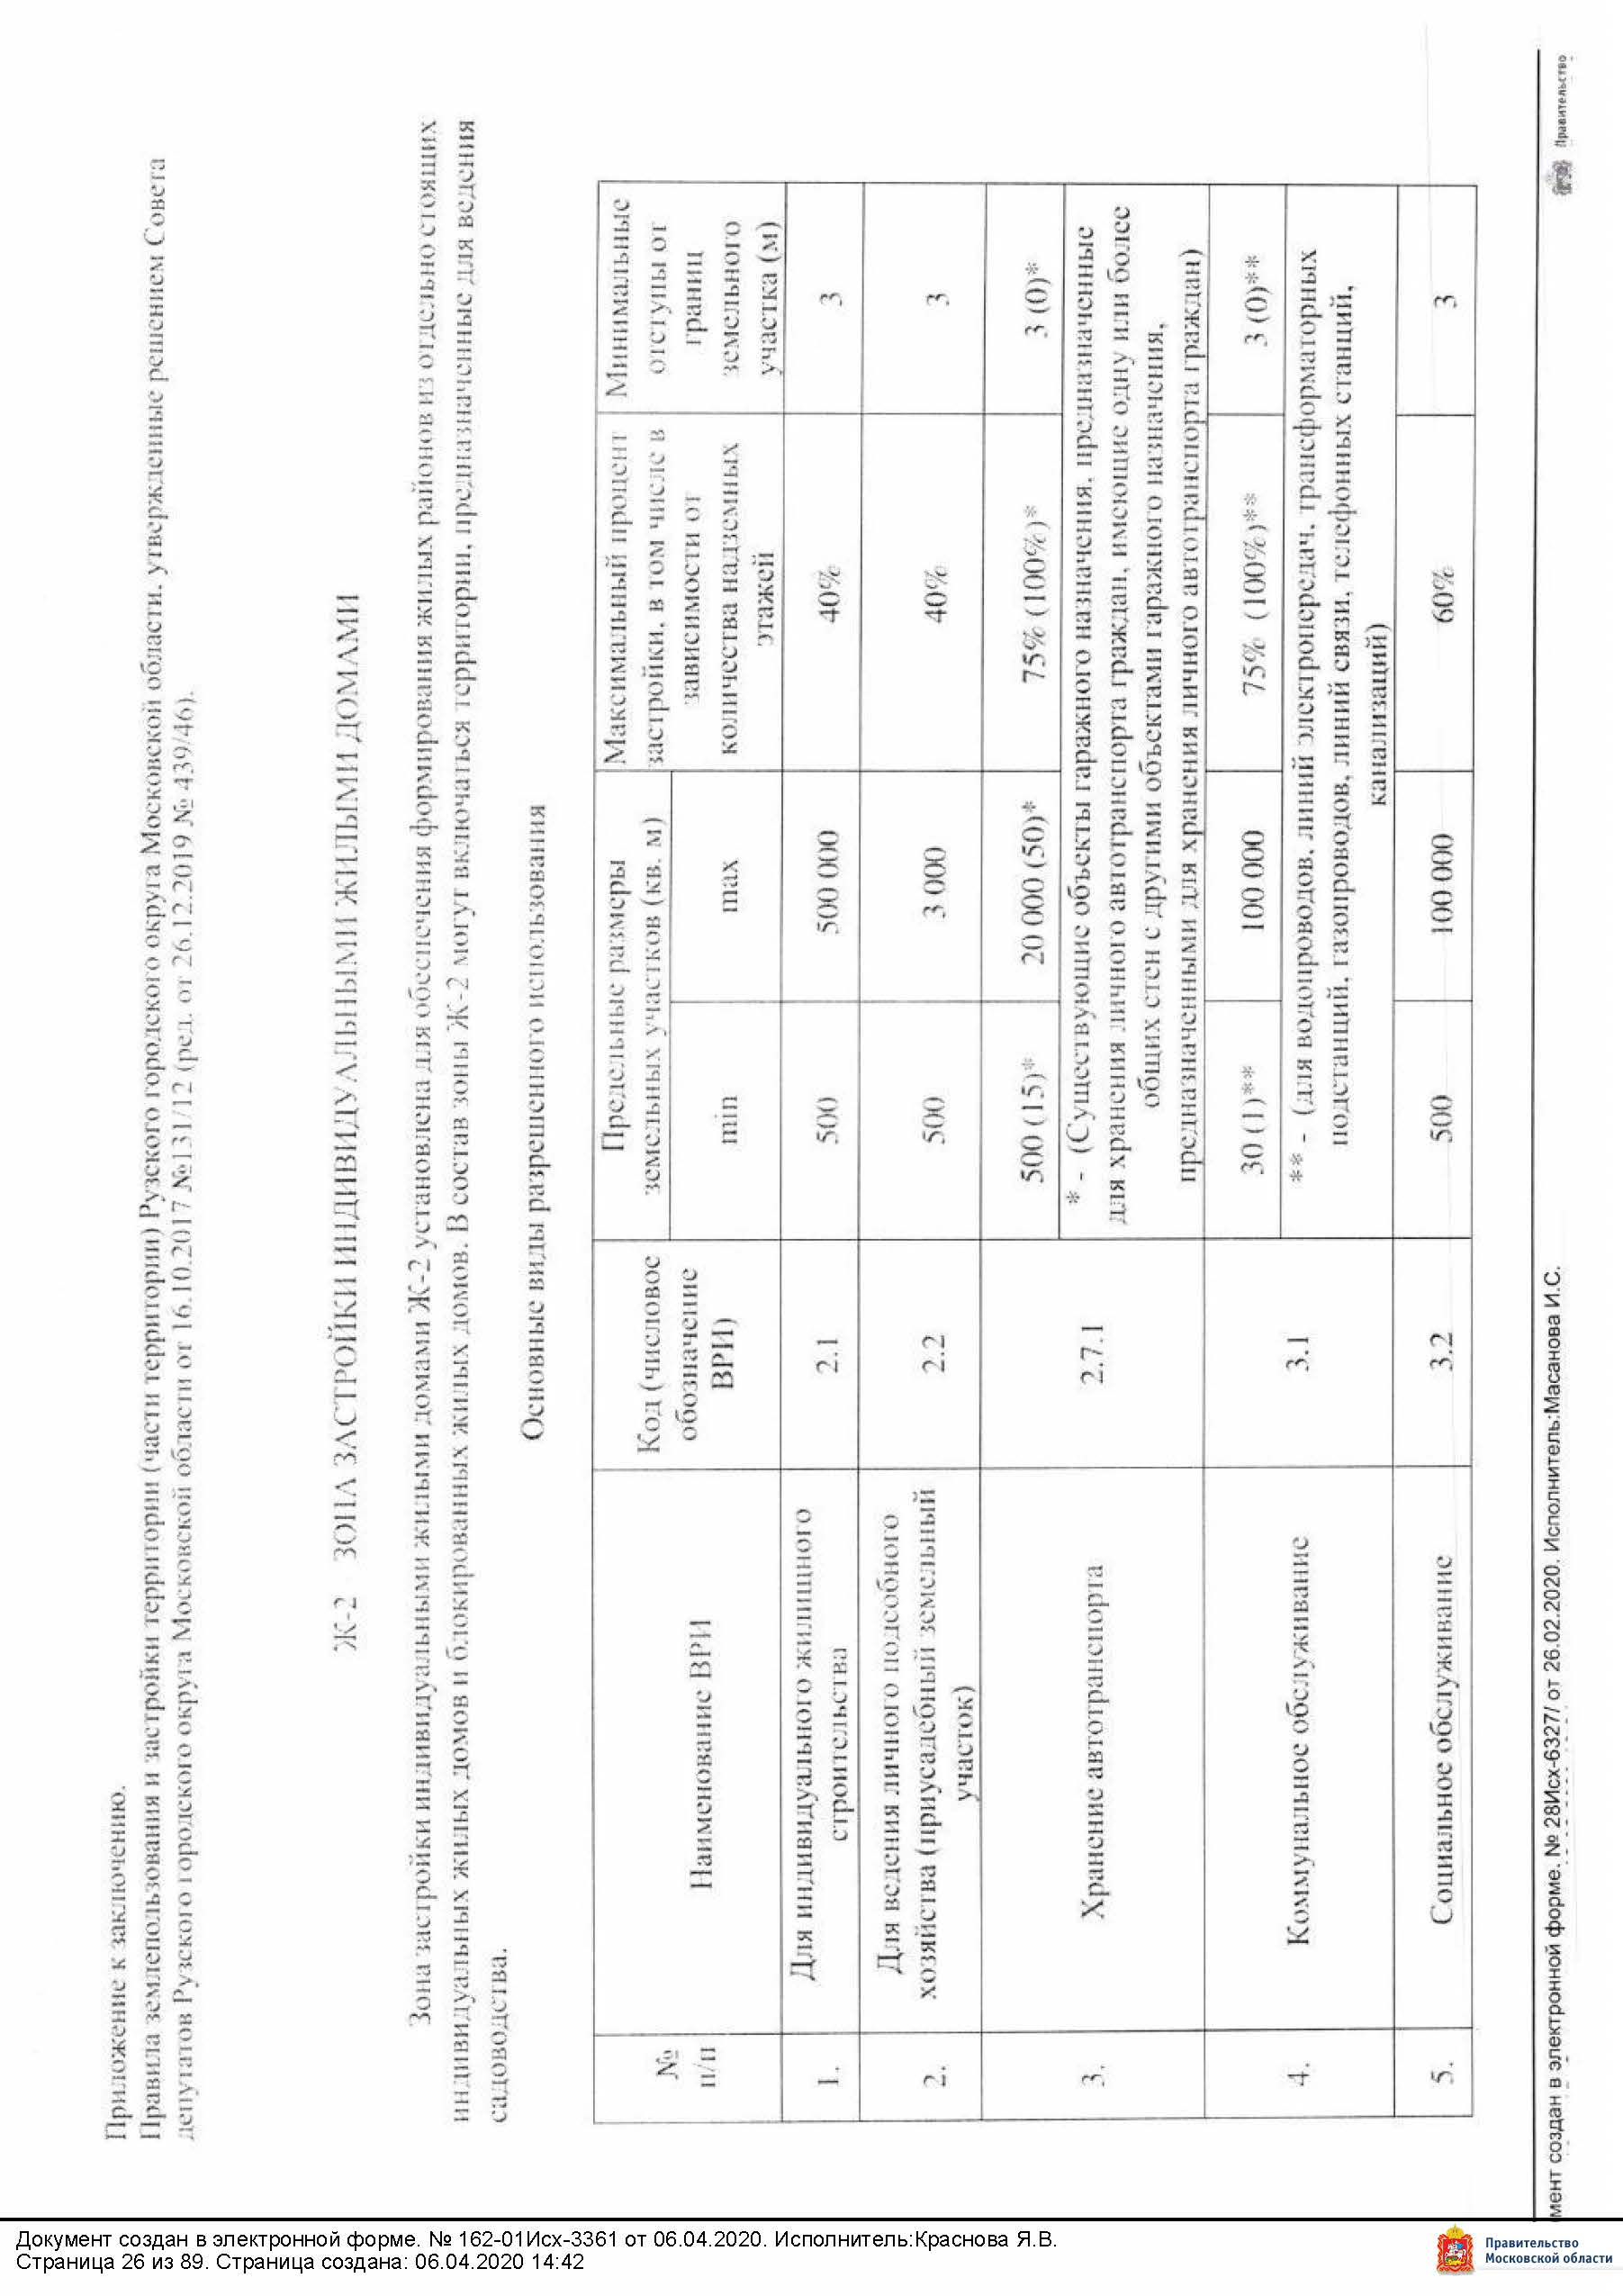 Приложение к заключению.
Правила землепользования и застройки территории (части территории) Рузского городского округа Московской области, утвержденные решением Совета
депутатов Рузского городского округа Московской области от 16.10.2017 №131/12 (ред. от 26.12.2019 № 439/46).
Ж-2 ЗОНА ЗАСТРОЙКИ ИНДИВИДУАЛЬНЫМИ ЖИЛЫМИ ДОМАМИ
Зона застройки индивидуальными жилыми домами Ж-2 установлена для обеспечения формирования жилых районов из отдельно стоящих
индивидуальных жилых домов и блокированных жилых домов. В состав зоны Ж-2 могут включаться территории, предназначенные для ведения
садоводства.
Основные виды разрешенного использования
№
п/п
Наименование ВРИ
Код (числовое
обозначение
ВРИ)
Предельные размеры
земельных участков (кв. м)
min
max
Максимальный процент
застройки, в том числе в
зависимости от
количества надземных
этажей
Минимальные
отступы от
границ
земельного
участка (м)
1.
Для индивидуального жилищного
строительства
2.1
500
500 000
40%
3
2.
Для ведения личного подсобного
хозяйства (приусадебный земельный
участок)
2.2
500
3 000
40%
3
3.
Хранение автотранспорта
2.7.1
500 (15)*
20 000 (50)*
75% (100%)*
3 (0)*
* - (Существующие объекты гаражного назначения, предназначенные
для хранения личного автотранспорта граждан, имеющие одну или более
общих стен с другими объектами гаражного назначения,
предназначенными для хранения личного автотранспорта граждан)
4.
Коммунальное обслуживание
3.1
30 (1)**
100 000
75% (100%)**
3 (0)**
** - (для водопроводов, линий электропередач, трансформаторных
подстанций, газопроводов, линий связи, телефонных станций,
канализаций)
5.
Социальное обслуживание
3.2
500
100 000
60%
3
мент создан в электронной форме. № 28Исх-6327/ от 26.02.2020. Исполнитель:Масанова И.С.
Правительство
Документ создан в электронной форме. № 162-01Исх-3361 от 06.04.2020. Исполнитель:Краснова Я.В.
Страница 26 из 89. Страница создана: 06.04.2020 14:42
Правительство
Московской области